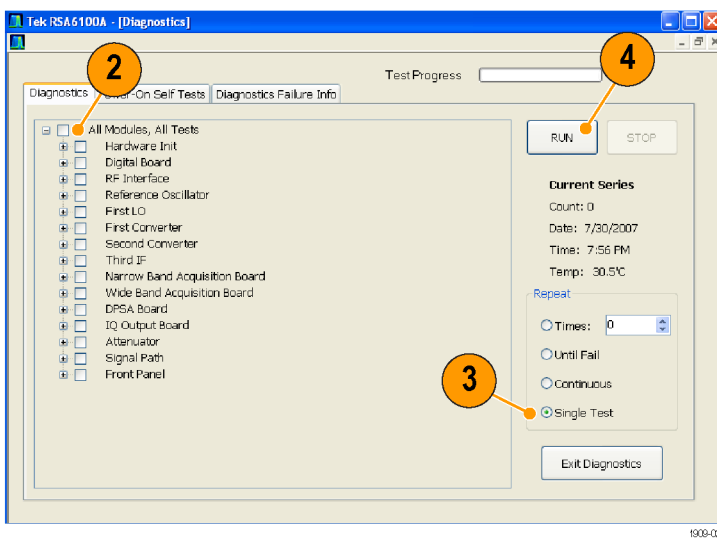 Tek RSA6100A - [Diagnostics]
2
4
Test Progress
Diagnostics
On Self Tests
Diagnostics Failure Info
All Modules, All Tests
Hardware Init
Digital Board
RF Interface
Reference Oscillator
First LO
First Converter
Second Converter
Third IF
Narrow Band Acquisition Board
Wide Band Acquisition Board
DPSA Board
IQ Output Board
Attenuator
Signal Path
Front Panel
RUN
STOP
Current Series
Count: 0
Date: 7/30/2007
Time: 7:56 PM
Temp: 30.5'C
Repeat
Times: 0
Until Fail
Continuous
3
Single Test
Exit Diagnostics